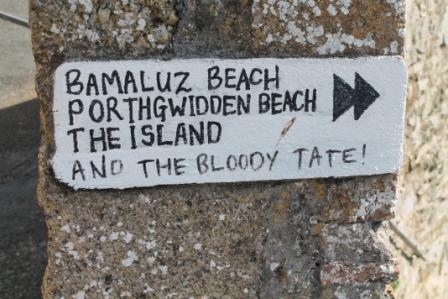 BAMALUZ BEACH
PORTHGWIDDEN BEACH
THE ISLAND
AND THE BLOODY TATE!